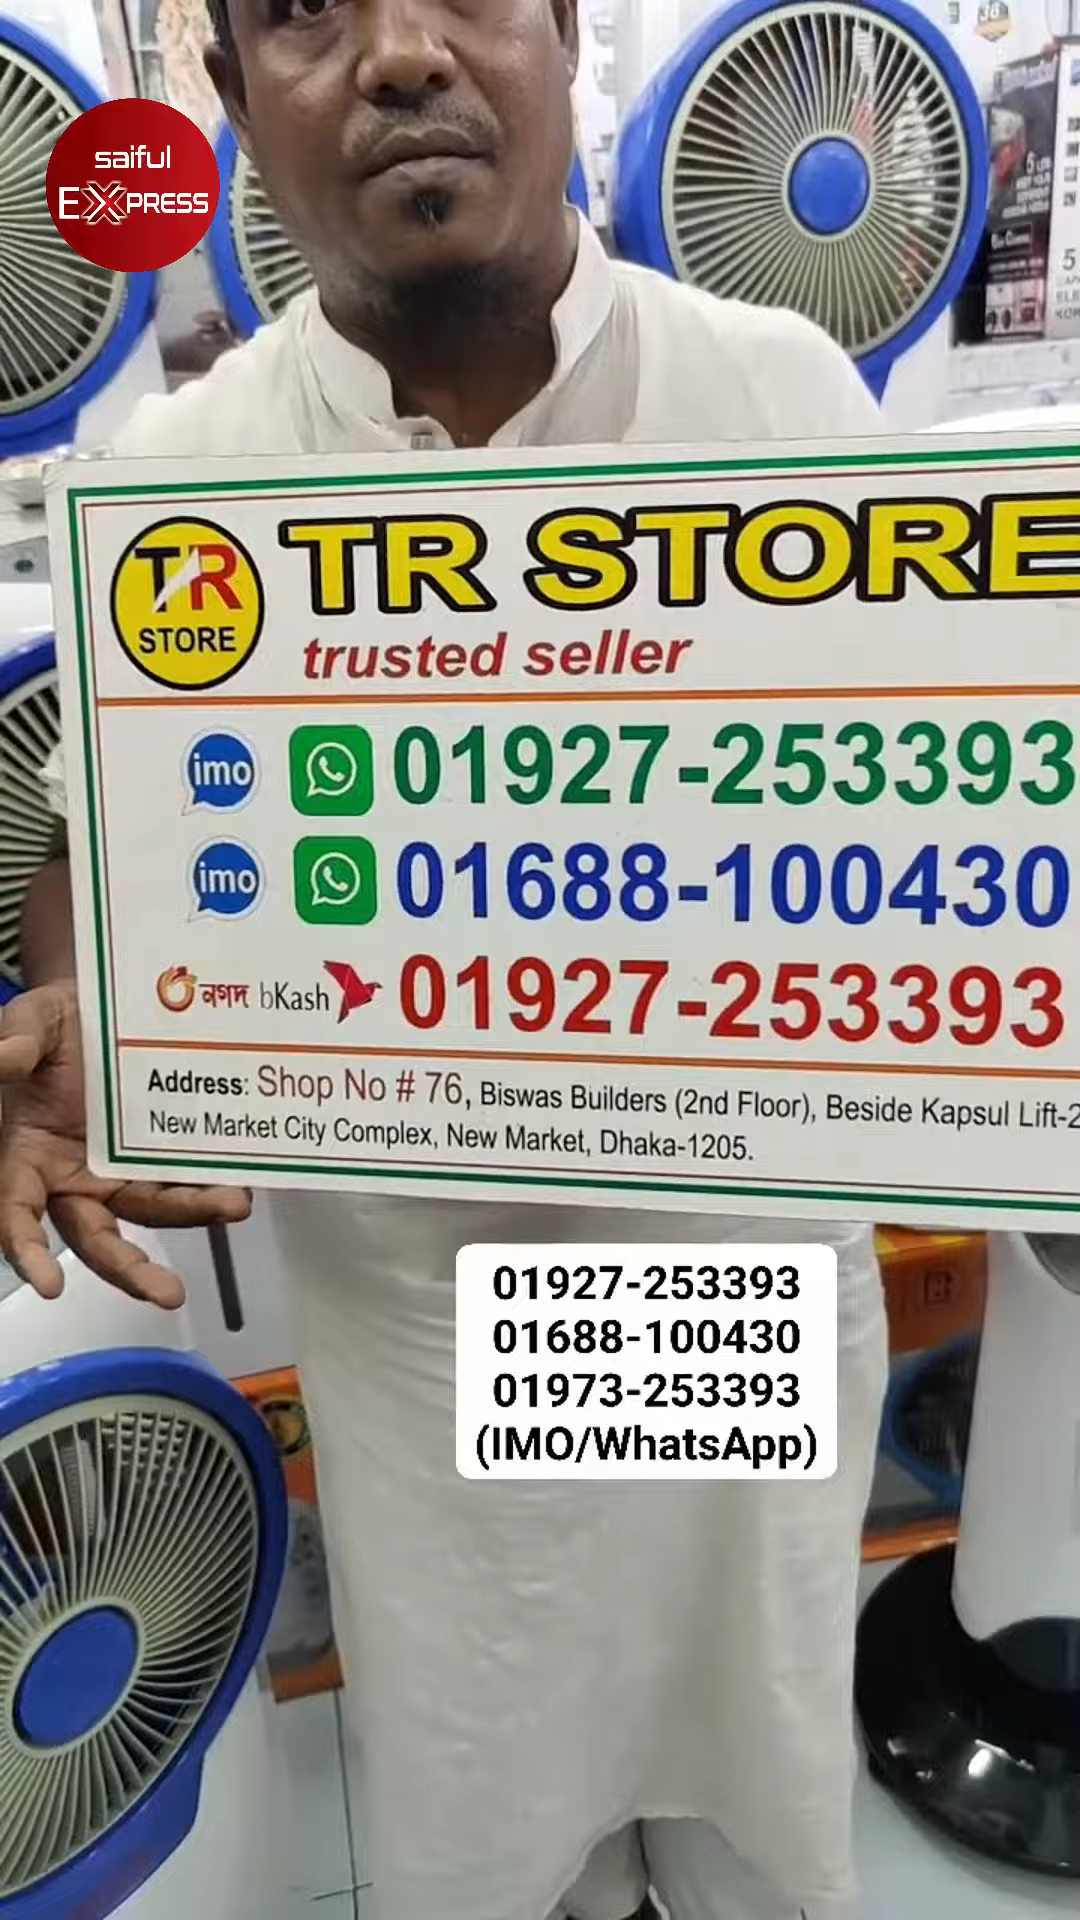 saiful
EXPRESS
36
5
TR
STORE
TR STORE
trusted seller
imo
01927-253393
imo
01688-100430
নগদ bKash 01927-253393
Address: Shop No # 76, Biswas Builders (2nd Floor), Beside Kapsul Lift-2
New Market City Complex, New Market, Dhaka-1205.
01927-253393
01688-100430
01973-253393
(IMO/WhatsApp)